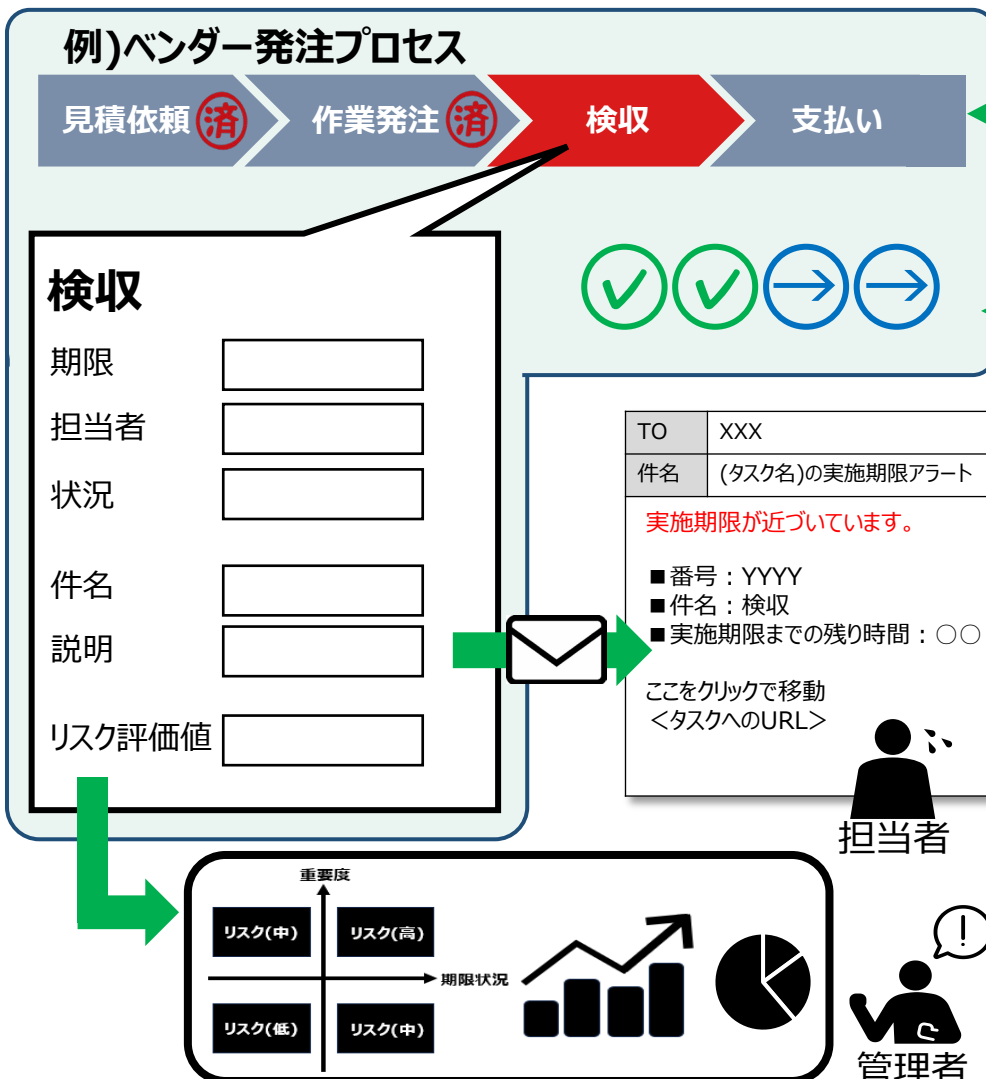 例)ベンダー発注プロセス
見積依頼 済 作業発注 済 検収 支払い
検収
期限
担当者
状況
件名
説明
リスク評価値
TO XXX
件名 (タスク名)の実施期限アラート
実施期限が近づいています。
■番号：YYYY
■件名：検収
■実施期限までの残り時間：○○
ここをクリックで移動
＜タスクへのURL＞
担当者
重要度
リスク(中) リスク(高)
期限状況
リスク(低) リスク(中)
!
管理者